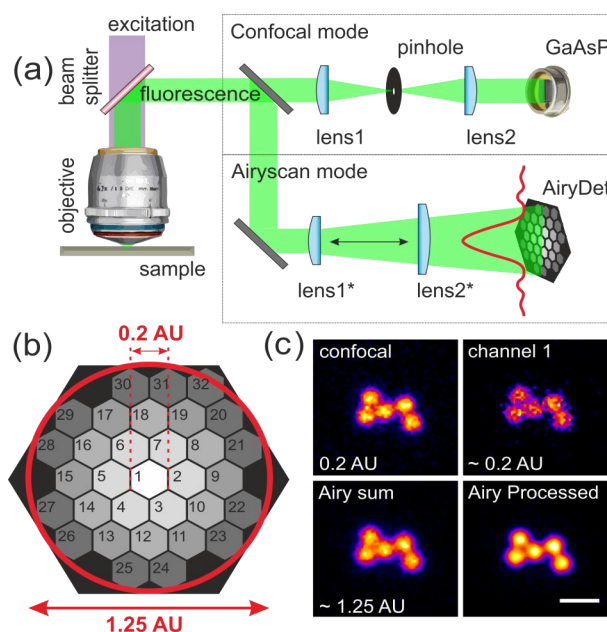 (a)
excitation
beam
splitter
fluorescence
objective
sample
Confocal mode
lens1
pinhole
lens2
GaAsP
Airyscan mode
lens1*
lens2*
AiryDet
(b)
0.2 AU
30 31 32
29 17 18 19 20
28 16 6 7 8 21
15 5 1 2 9
27 14 4 3 10 22
26 13 12 11 23
25 24
1.25 AU
(c)
confocal
0.2 AU
channel 1
~ 0.2 AU
Airy sum
~ 1.25 AU
Airy Processed